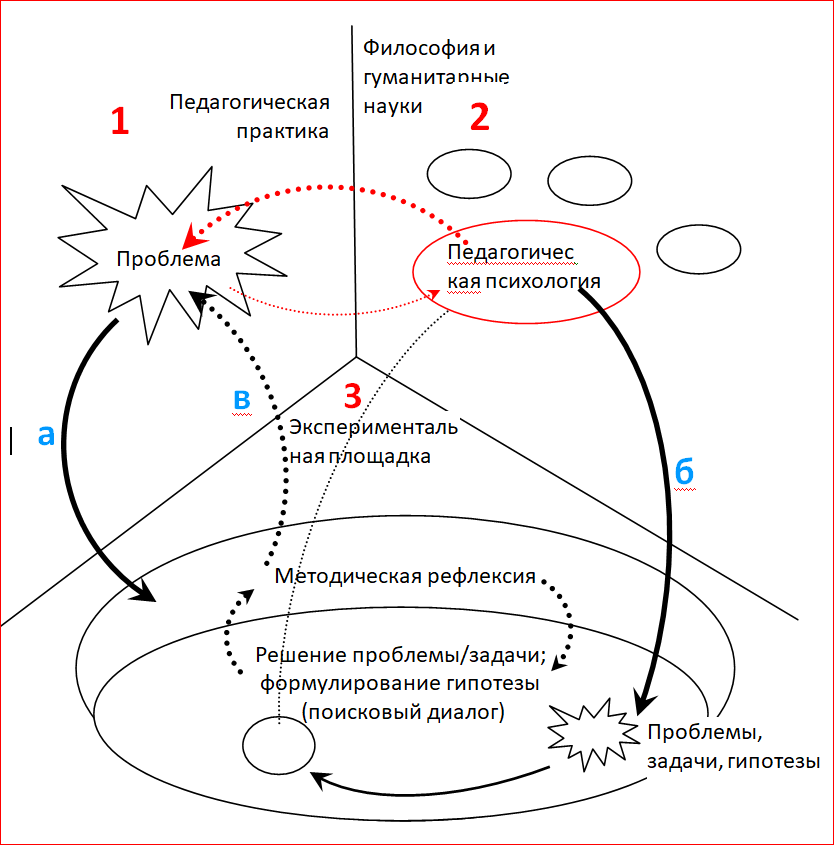 Философия и
гуманитарные
науки
Педагогическая
практика
1
2
Проблема
Педагогичес
кая психология
3
в
Эксперименталь
ная площадка
а
б
Методическая рефлексия
Решение проблемы/задачи;
формулирование гипотезы
(поисковый диалог)
Проблемы,
задачи, гипотезы